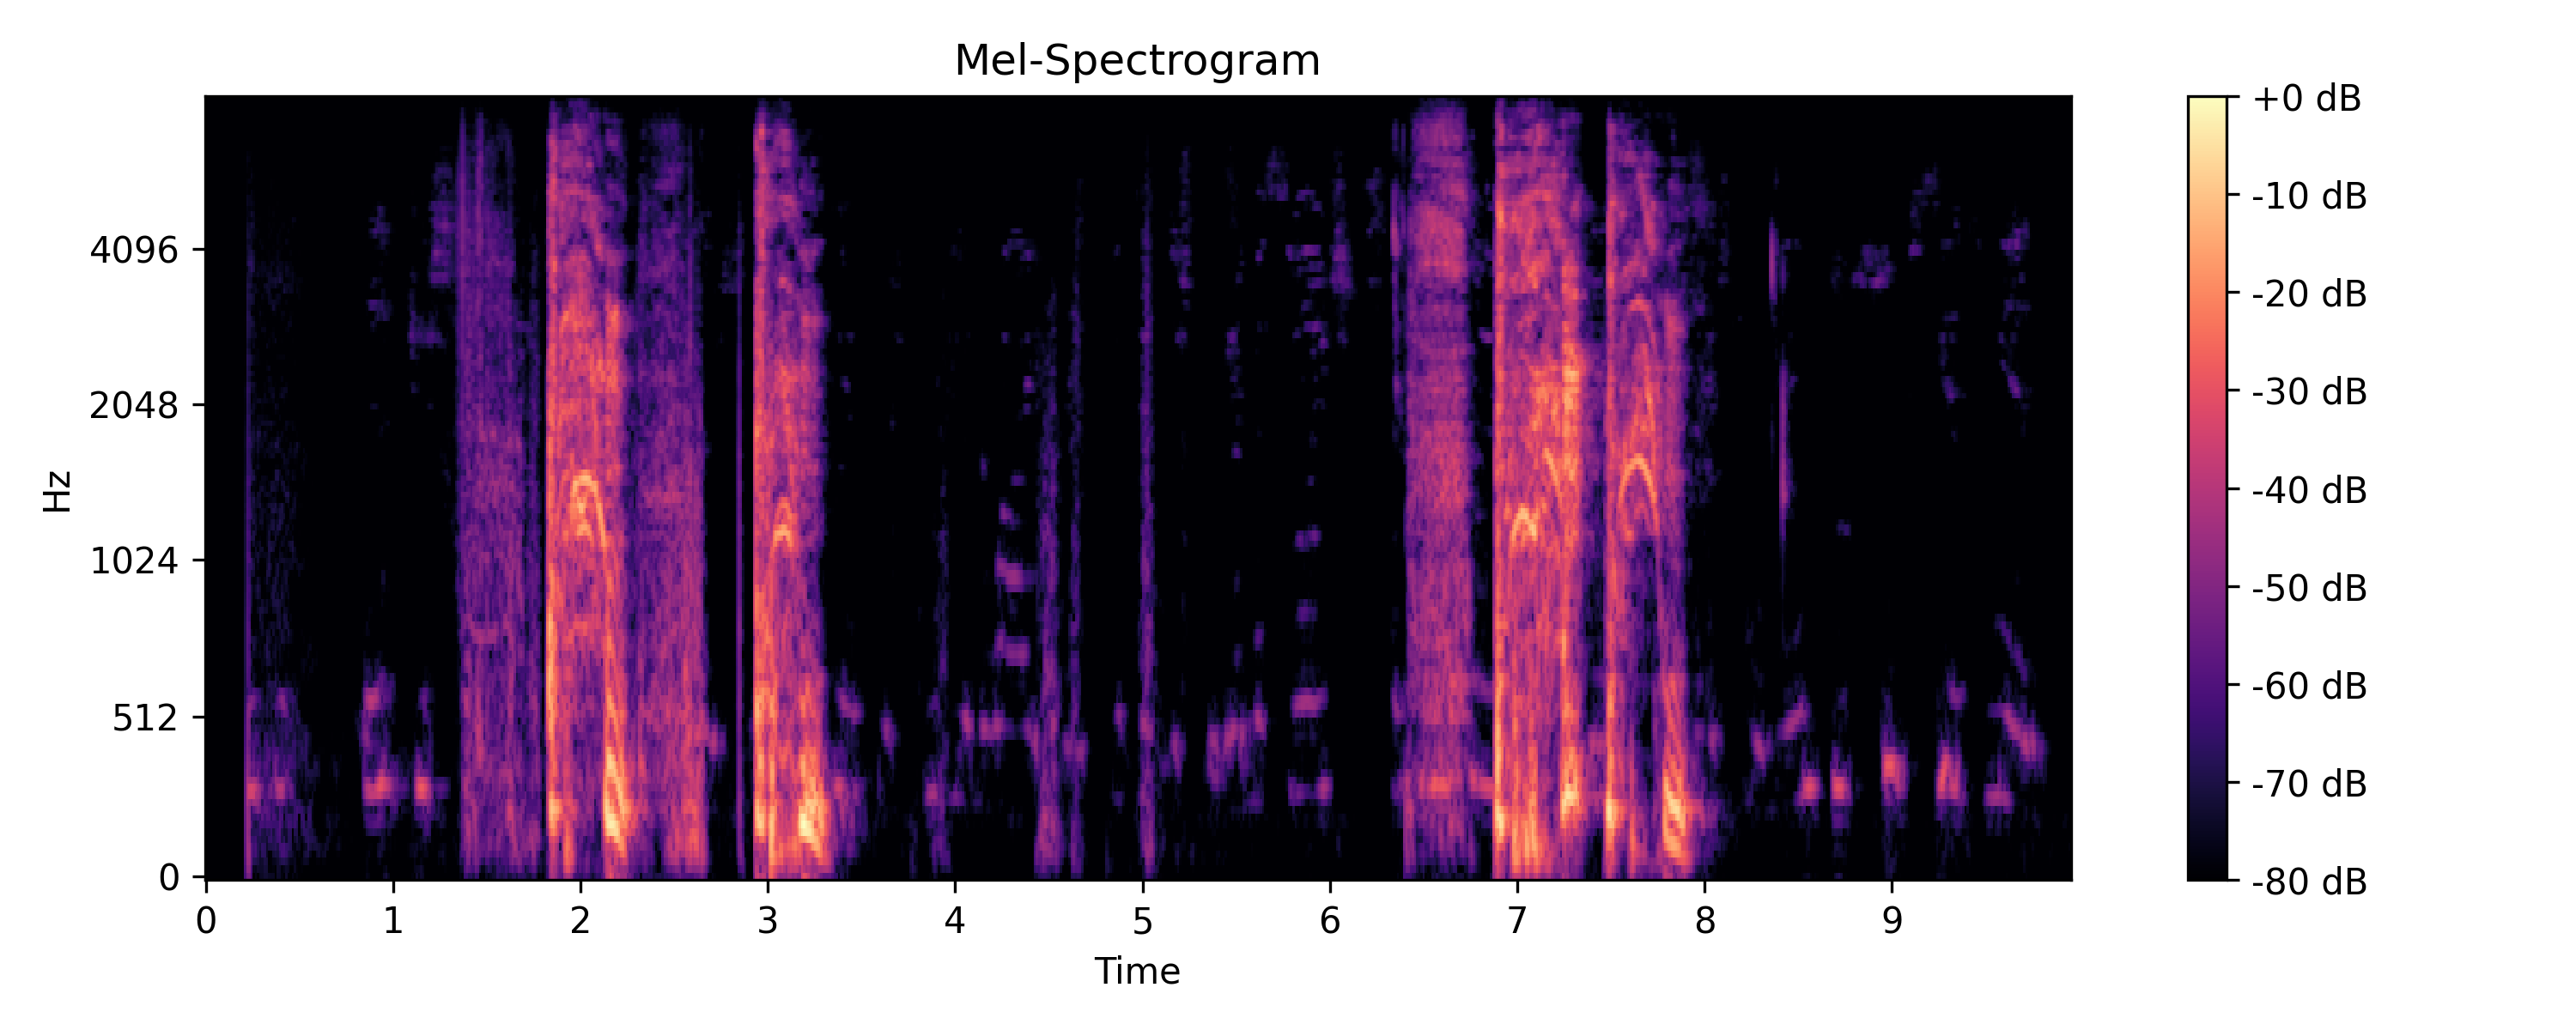 Mel-Spectrogram
Hz
4096
2048
1024
512
0
0 1 2 3 4 5 6 7 8 9
Time
+0 dB
-10 dB
-20 dB
-30 dB
-40 dB
-50 dB
-60 dB
-70 dB
-80 dB